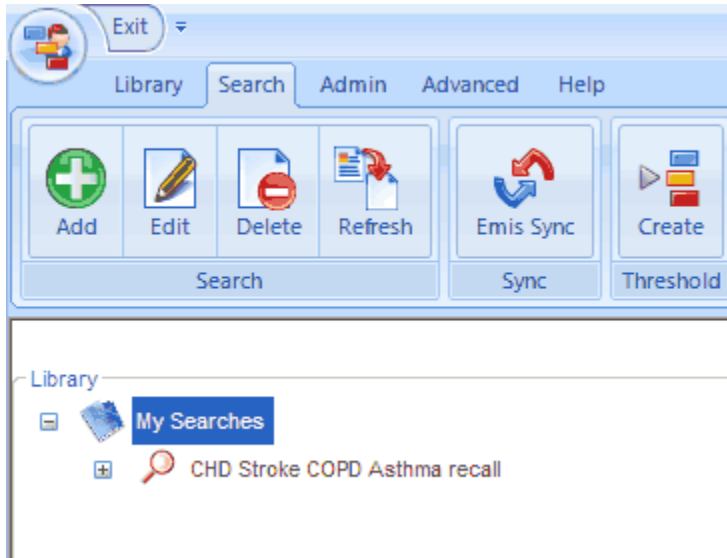 Exit
Library Search Admin Advanced Help
Add Edit Delete Refresh Emis Sync Create
Search Sync Threshold
Library
My Searches
CHD Stroke COPD Asthma recall